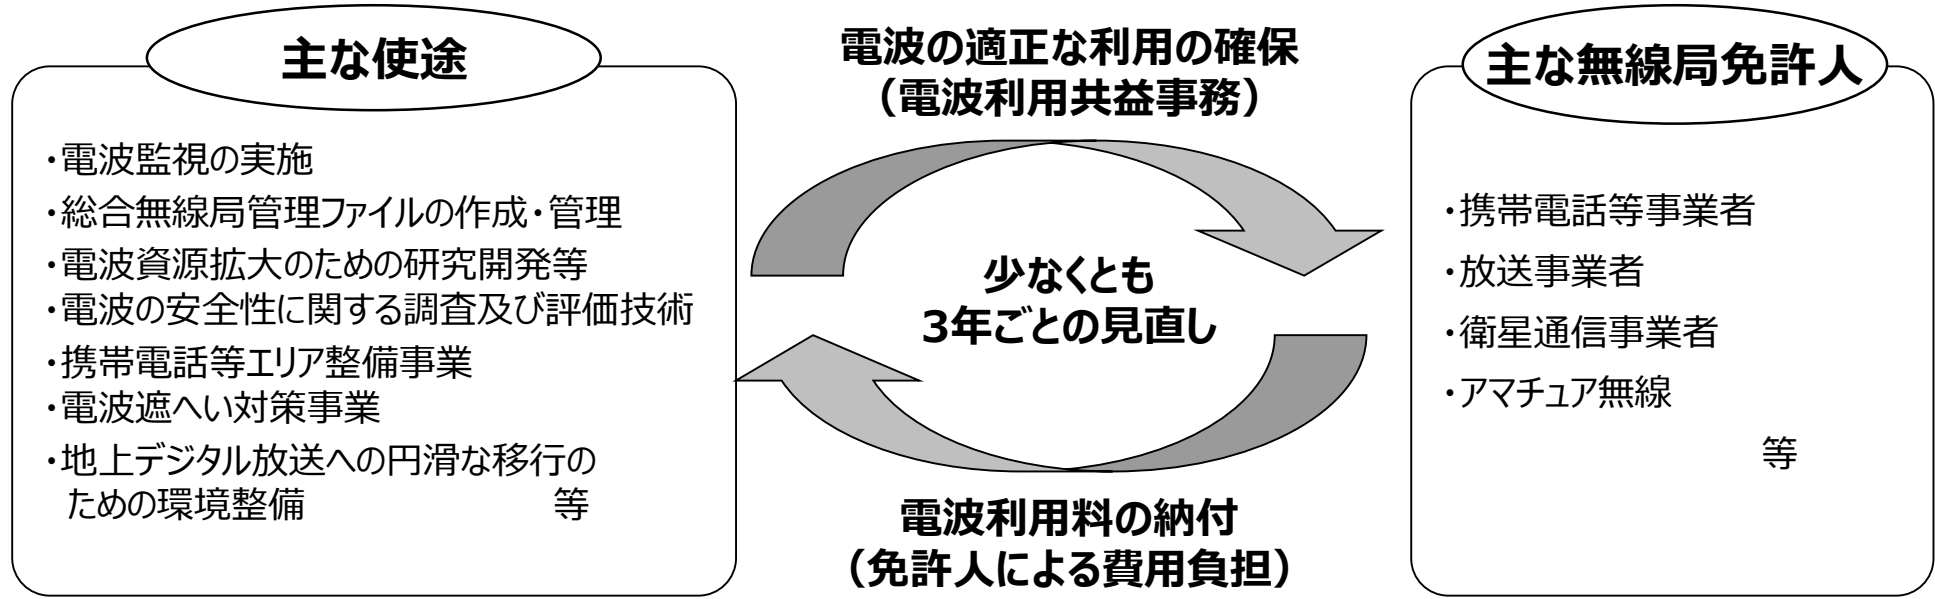 主な使途
・電波監視の実施
・総合無線局管理ファイルの作成・管理
・電波資源拡大のための研究開発等
・電波の安全性に関する調査及び評価技術
・携帯電話等エリア整備事業
・電波遮へい対策事業
・地上デジタル放送への円滑な移行の
ための環境整備　等
電波の適正な利用の確保
（電波利用共益事務）
少なくとも
3年ごとの見直し
電波利用料の納付
（免許人による費用負担）
主な無線局免許人
・携帯電話等事業者
・放送事業者
・衛星通信事業者
・アマチュア無線
等